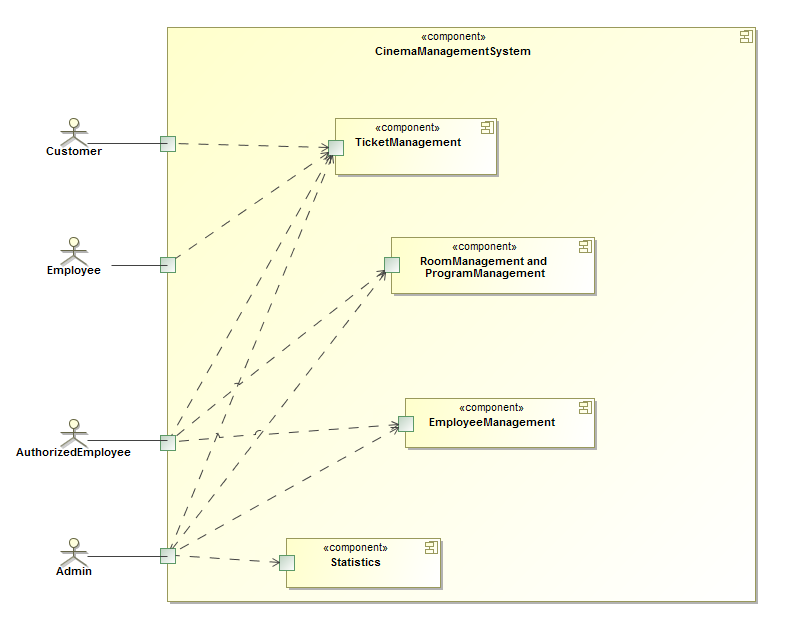 «component»
CinemaManagementSystem
Customer
«component»
TicketManagement
Employee
«component»
RoomManagement and
ProgramManagement
AuthorizedEmployee
«component»
EmployeeManagement
Admin
«component»
Statistics